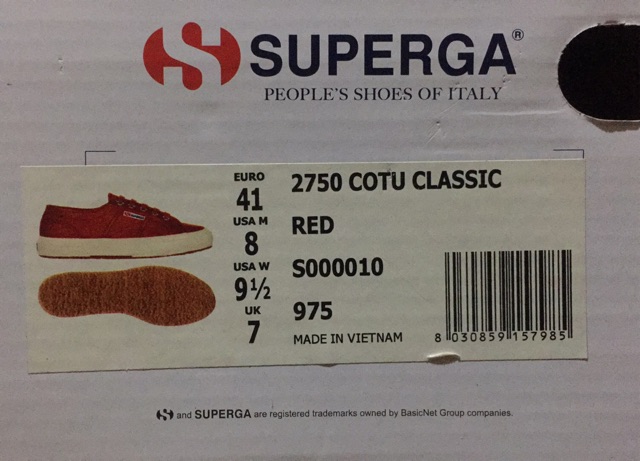 SUPERGA®
PEOPLE'S SHOES OF ITALY
EURO
41
USA M
8
USA W
9½
UK
7
2750 COTU CLASSIC
RED
S000010
975
MADE IN VIETNAM
8 030859 157985
and SUPERGA are registered trademarks owned by BasicNet Group companies.